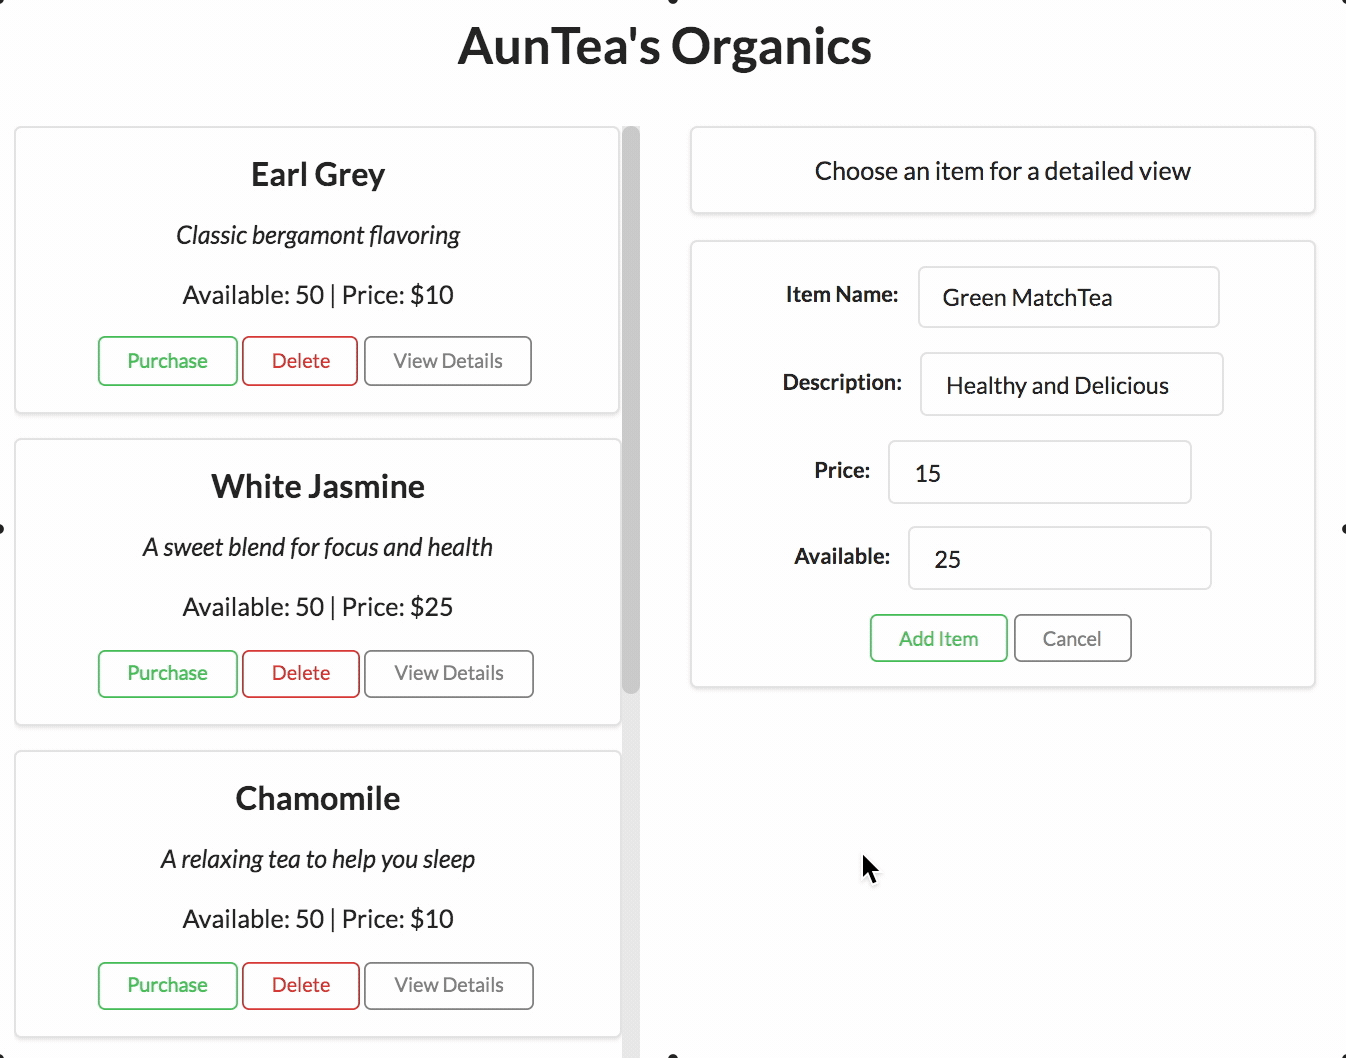 AunTea's Organics
Earl Grey
Classic bergamont flavoring
Available: 50 | Price: $10
Purchase Delete View Details
White Jasmine
A sweet blend for focus and health
Available: 50 | Price: $25
Purchase Delete View Details
Chamomile
A relaxing tea to help you sleep
Available: 50 | Price: $10
Purchase Delete View Details
Choose an item for a detailed view
Item Name: Green MatchTea
Description: Healthy and Delicious
Price: 15
Available: 25
Add Item Cancel